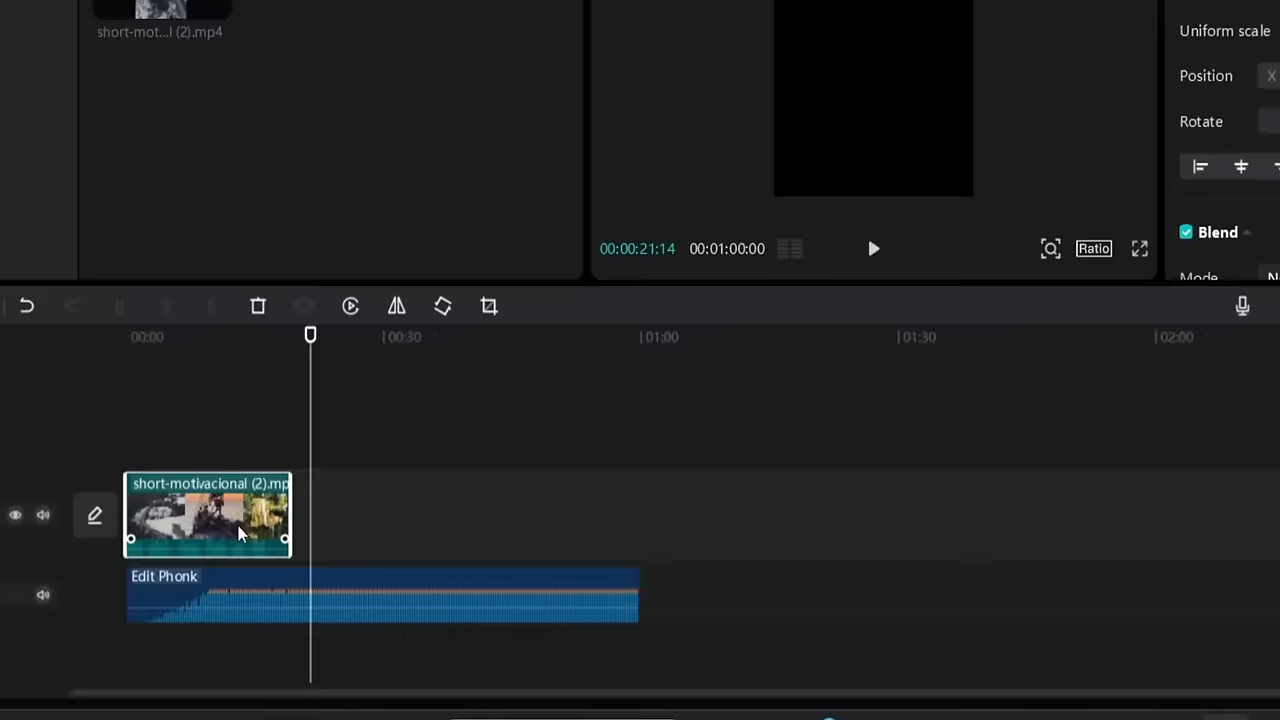 short-mot...l (2).mp4
Uniform scale
Position
X
Rotate
00:00:21:14
00:01:00:00
Ratio
Blend
Mode
00:00
00:30
01:00
01:30
02:00
short-motivacional (2).mp
Edit Phonk